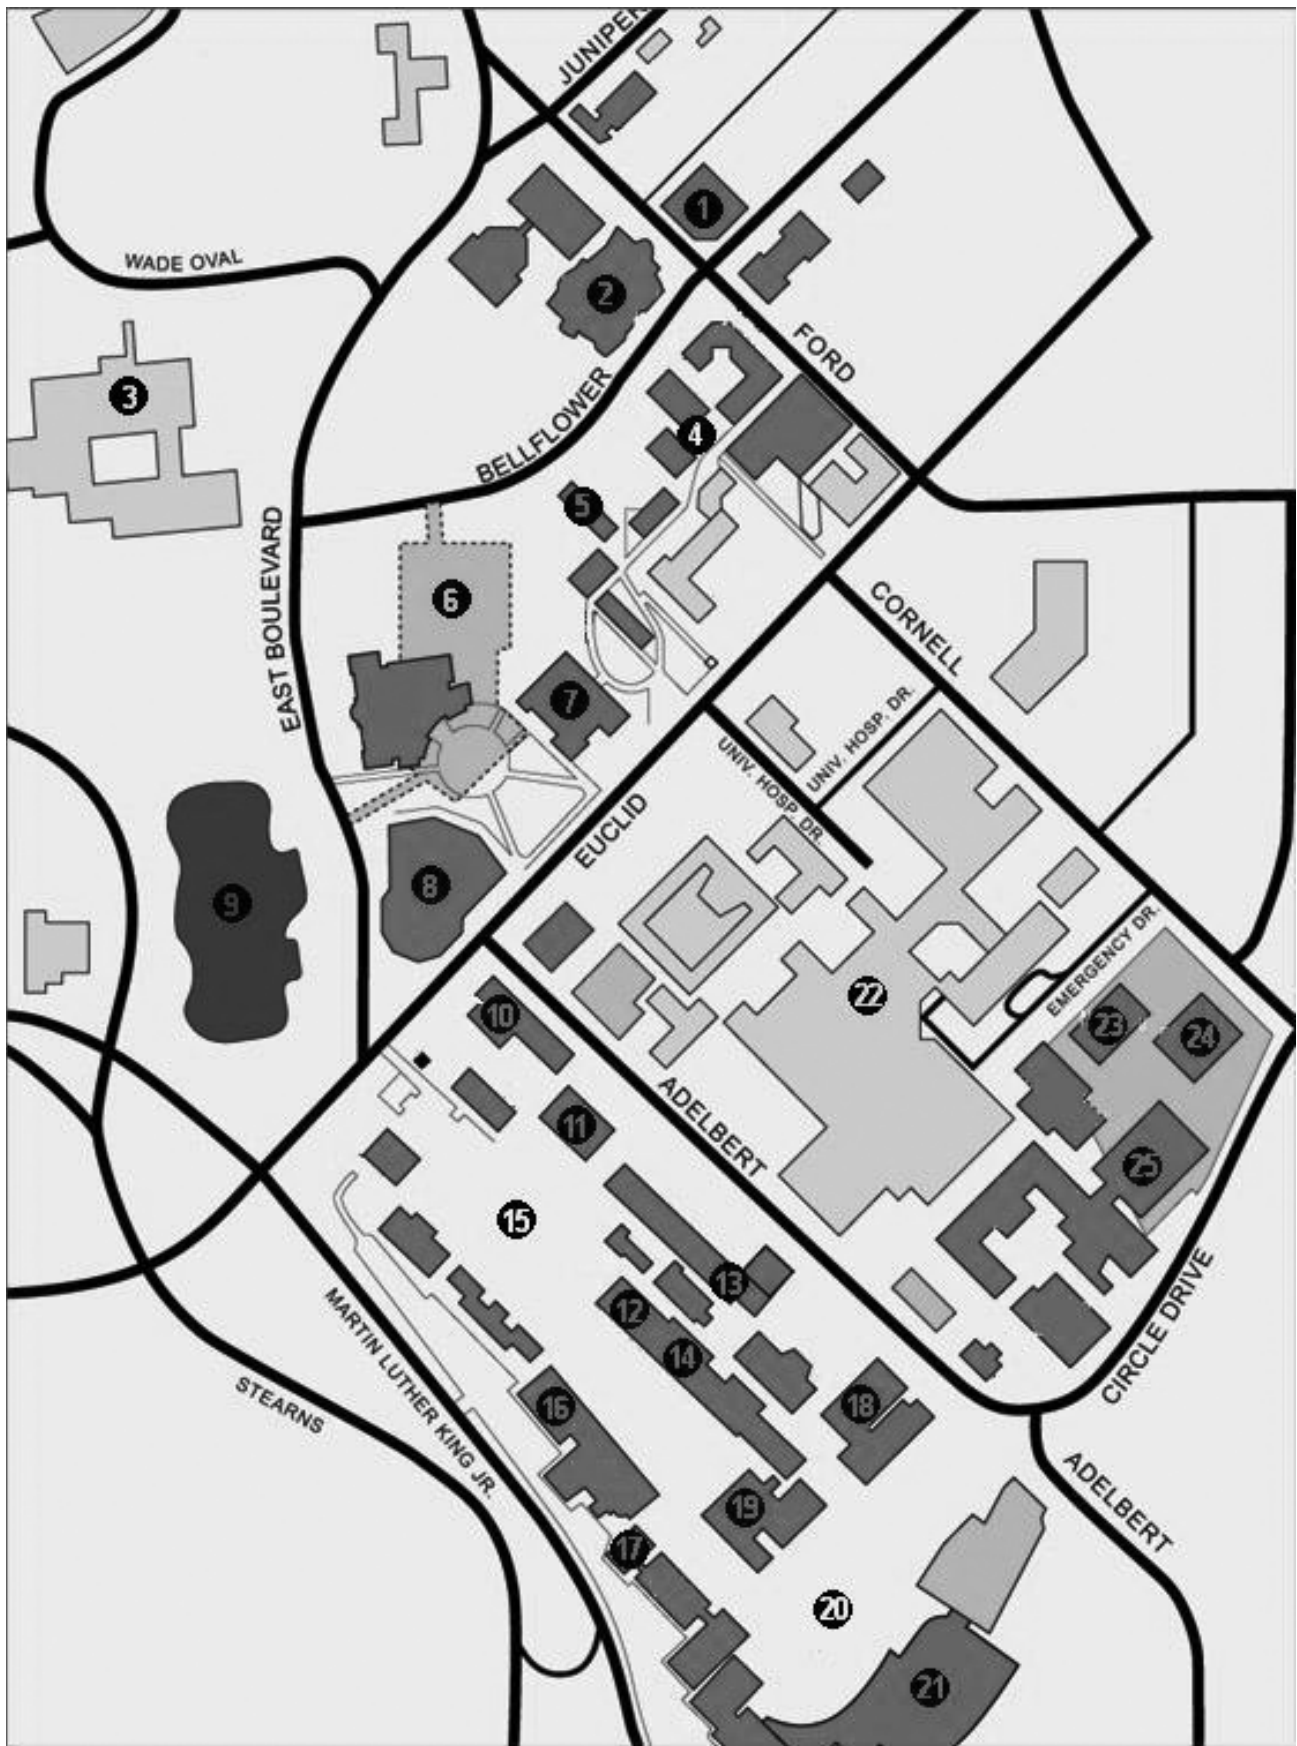 JUNIPER
1
WADE OVAL
2
FORD
3
BELLFLOWER
4
5
EAST BOULEVARD
6
CORNELL
7
UNIV. HOSP. DR.
UNIV. HOSP. DR.
EUCLID
8
9
EMERGENCY DR.
22
10
23
24
ADELBERT
11
25
15
13
12
14
CIRCLE DRIVE
MARTIN LUTHER KING JR.
STEARNS
16
18
19
ADELBERT
17
20
21